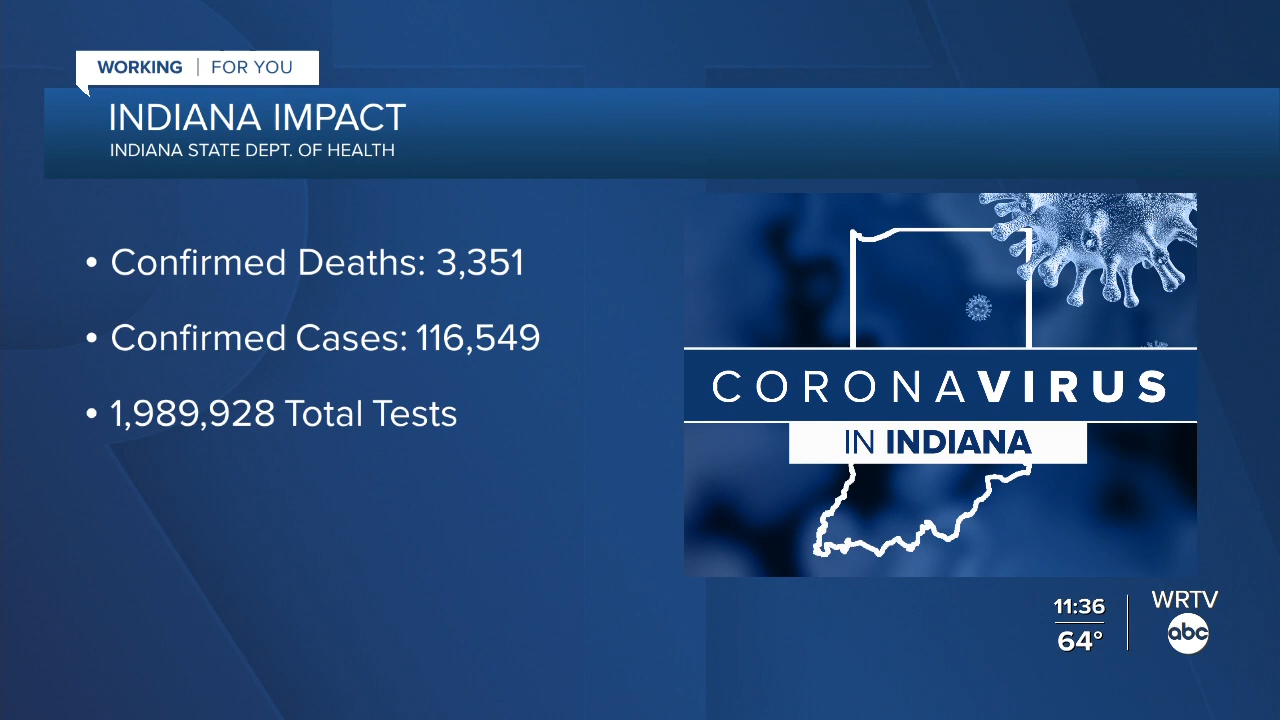 WORKING | FOR YOU
INDIANA IMPACT
INDIANA STATE DEPT. OF HEALTH
• Confirmed Deaths: 3,351
• Confirmed Cases: 116,549
• 1,989,928 Total Tests
CORONAVIRUS
IN INDIANA
11:36
64°
WRTV
abc